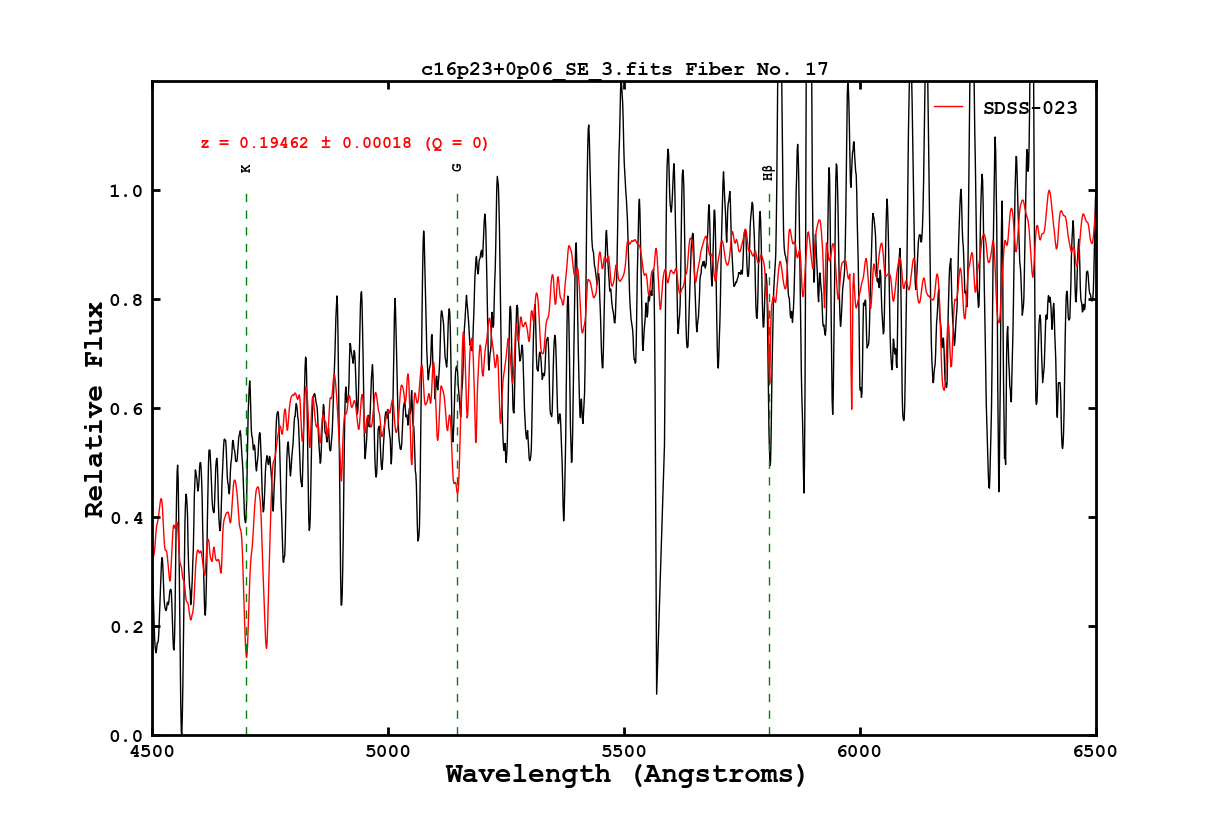 c16p23+0p06_SE_3.fits Fiber No. 17
SDSS-023
z = 0.19462 ± 0.00018 (Q = 0)
K
G
Hβ
1.0
0.8
0.6
0.4
0.2
0.0
Relative Flux
4500 5000 5500 6000 6500
Wavelength (Angstroms)